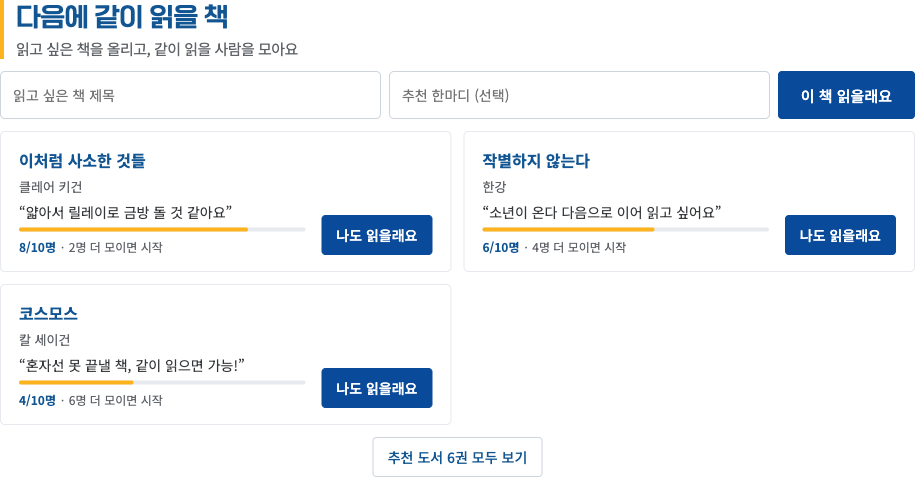 다음에 같이 읽을 책
읽고 싶은 책을 올리고, 같이 읽을 사람을 모아요
읽고 싶은 책 제목
추천 한마디 (선택)
이 책 읽을래요
이처럼 사소한 것들
클레어 키건
“얇아서 릴레이로 금방 돌 것 같아요”
8/10명 · 2명 더 모이면 시작
나도 읽을래요
작별하지 않는다
한강
“소년이 온다 다음으로 이어 읽고 싶어요”
6/10명 · 4명 더 모이면 시작
나도 읽을래요
코스모스
칼 세이건
“혼자선 못 끝낼 책, 같이 읽으면 가능!”
4/10명 · 6명 더 모이면 시작
나도 읽을래요
추천 도서 6권 모두 보기